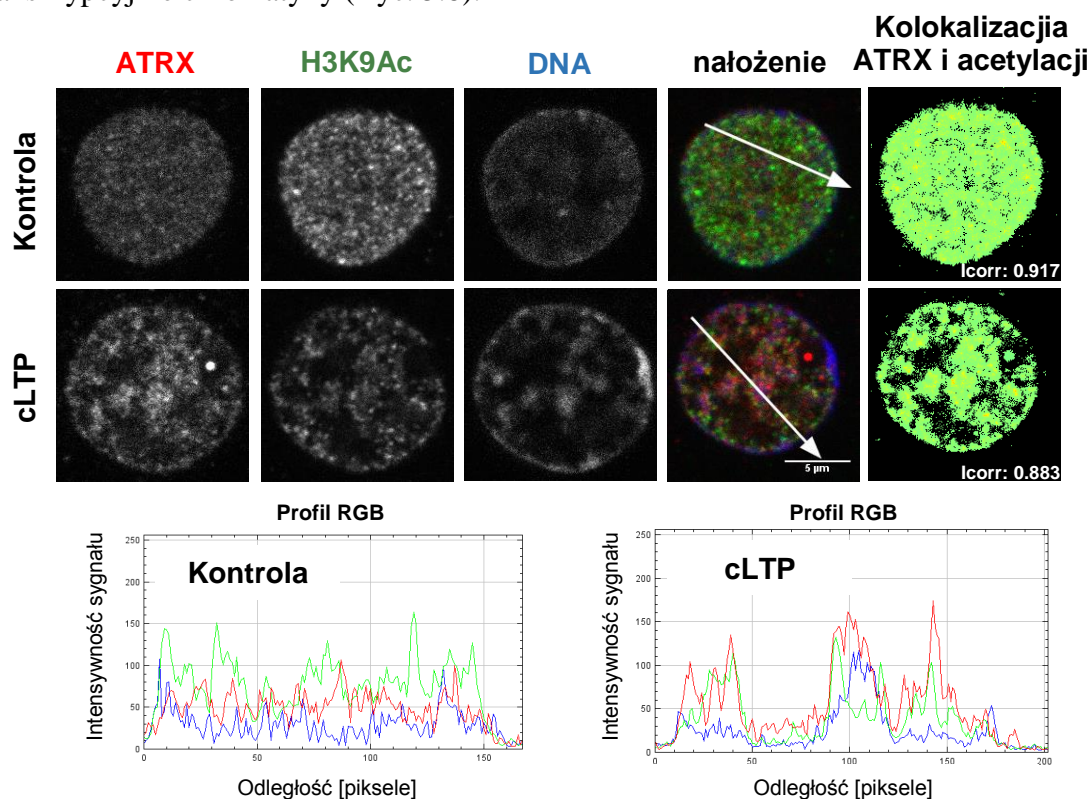 Kolokalizacjia
ATRX H3K9Ac DNA nałożenie ATRX i acetylacji
Kontrola
Icorr: 0.917
cLTP
5 µm
Icorr: 0.883
Profil RGB
Intensywność sygnału
Kontrola
250
200
150
100
50
0
0 50 100 150
Odległość [piksele]
Profil RGB
Intensywność sygnału
cLTP
250
200
150
100
50
0
0 50 100 150 200
Odległość [piksele]